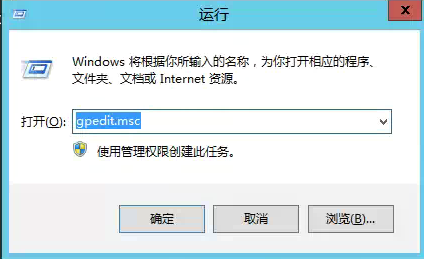 运行
Windows 将根据你所输入的名称，为你打开相应的程序、
文件夹、文档或 Internet 资源。
打开(O): gpedit.msc
使用管理权限创建此任务。
确定 取消 浏览(B)...